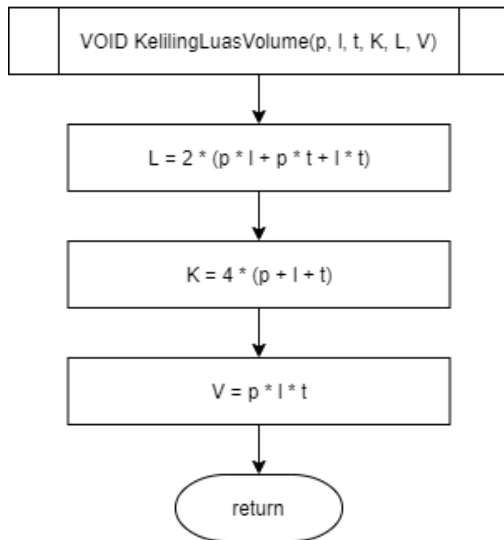 VOID KelilingLuasVolume(p, l, t, K, L, V)
L = 2 * (p * l + p * t + l * t)
K = 4 * (p + l + t)
V = p * l * t
return